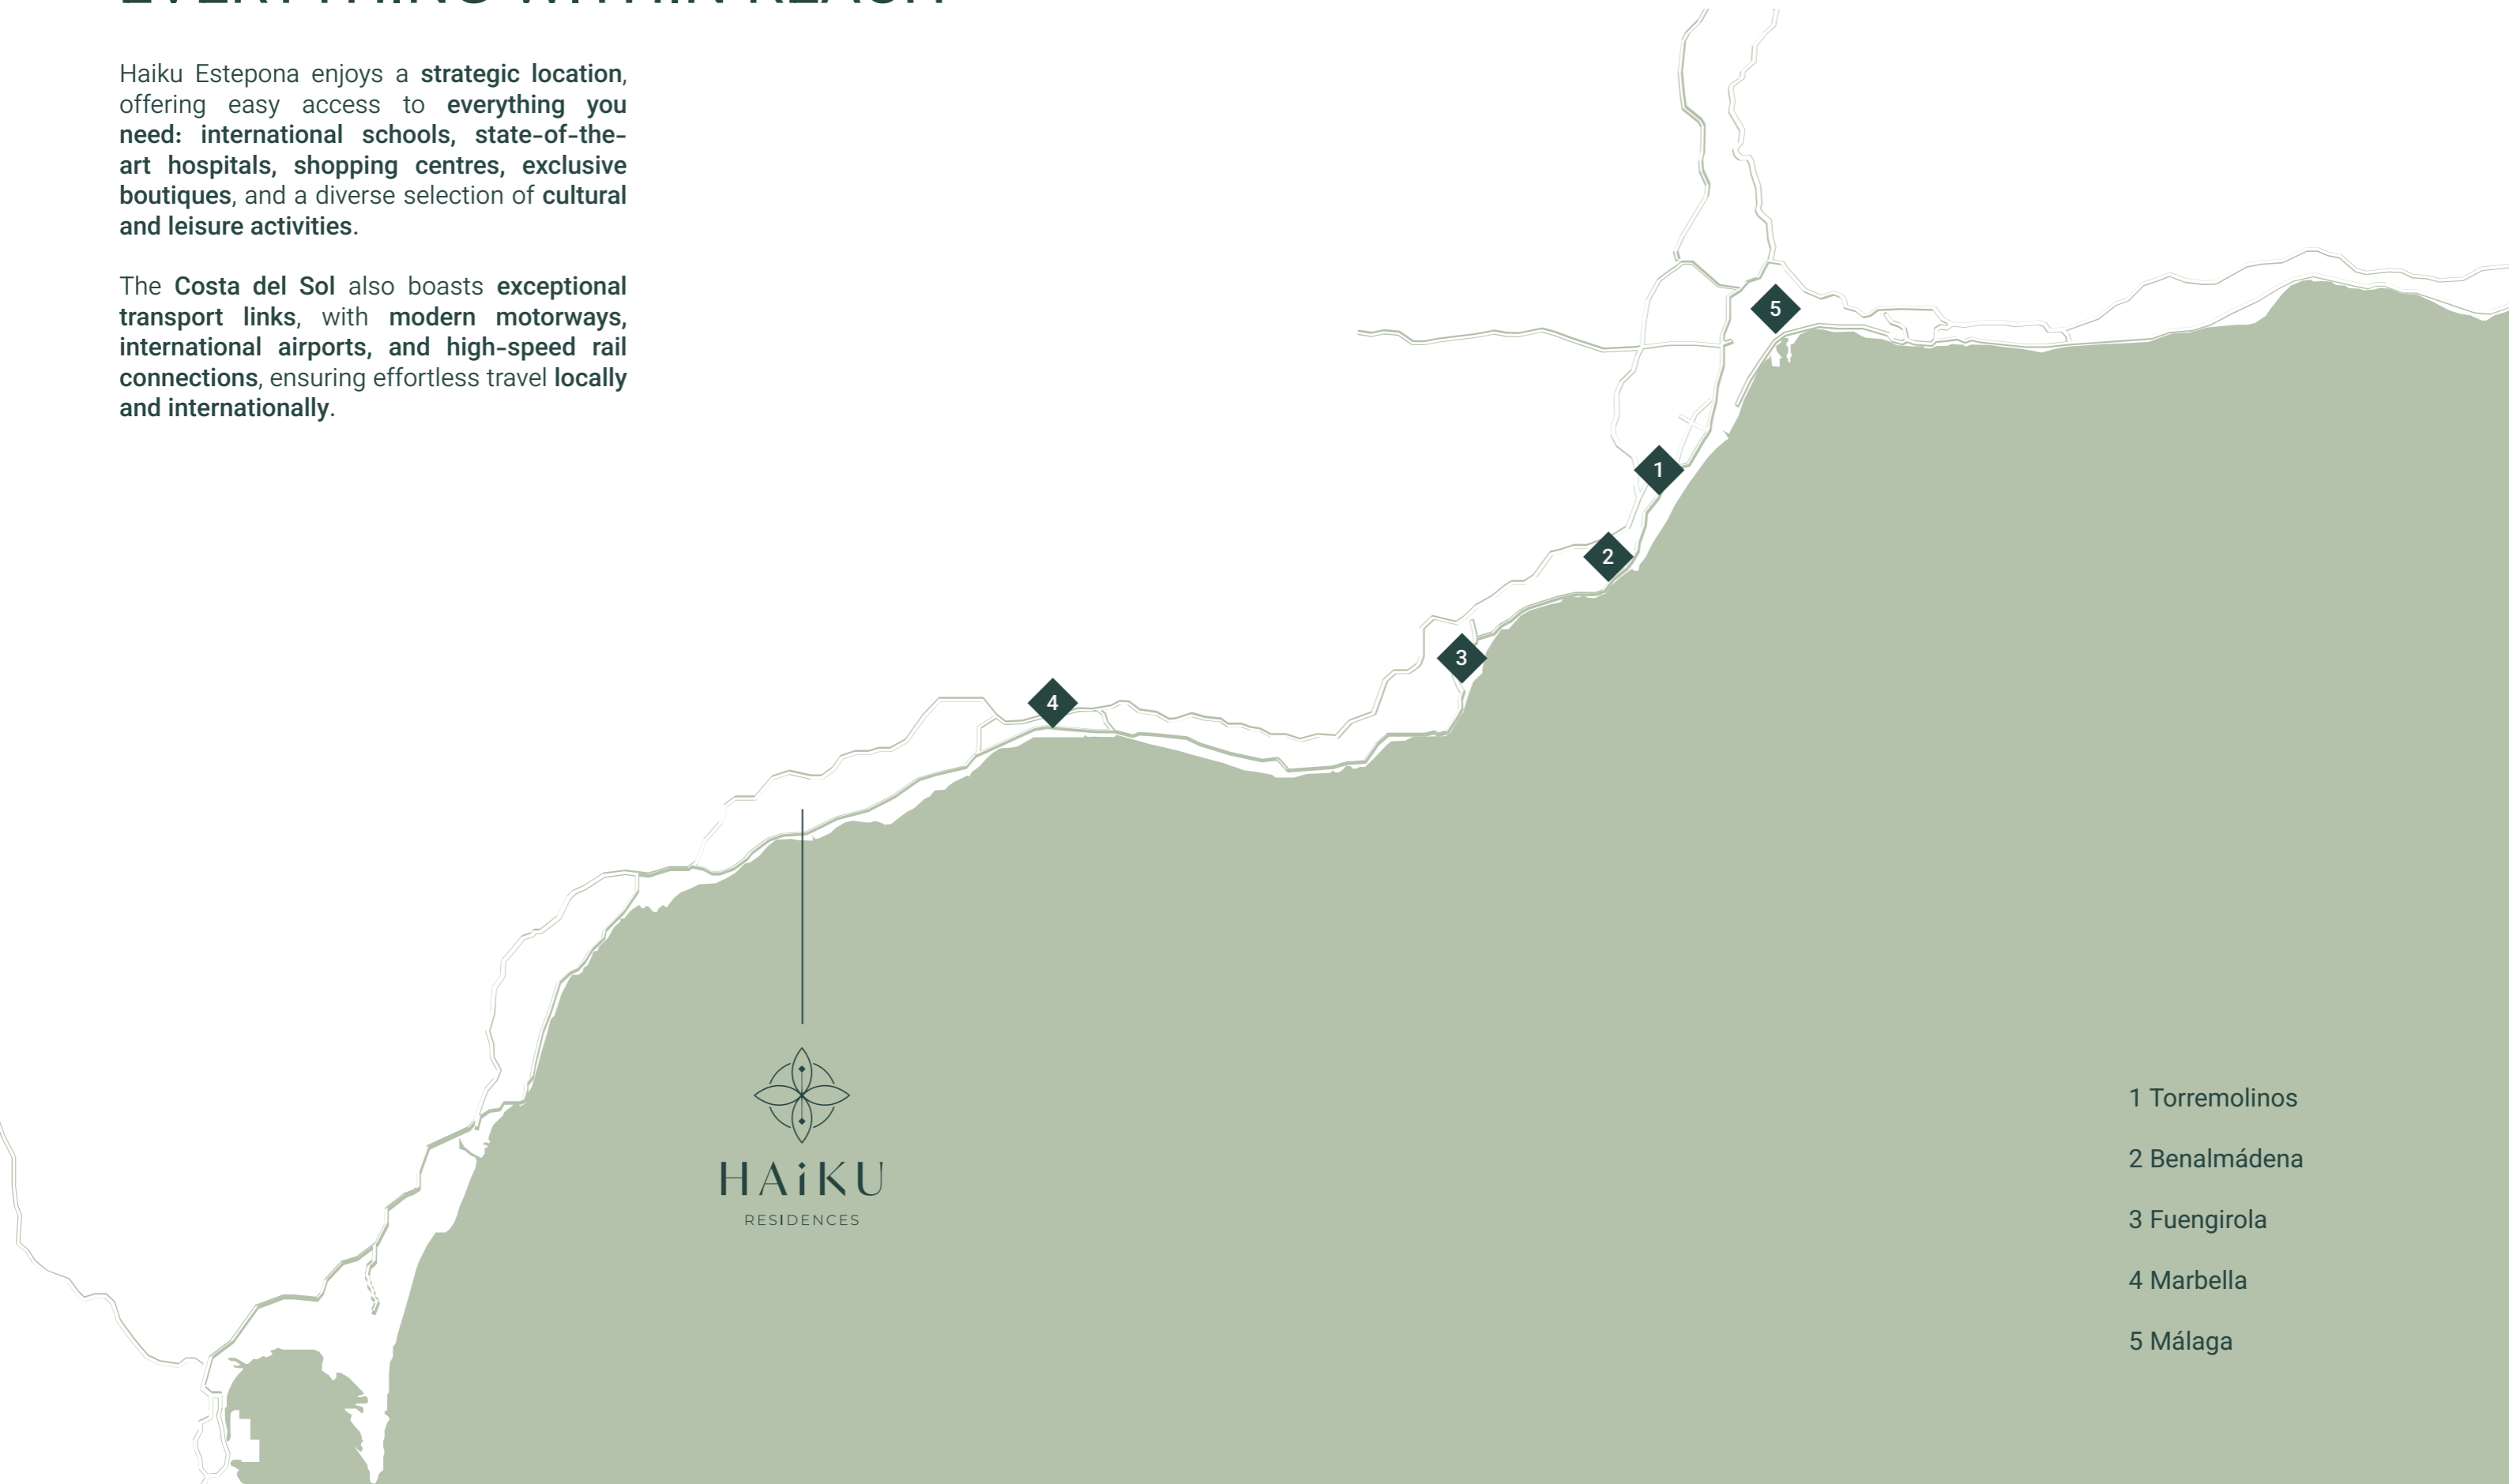 EVERYTHING WITHIN REACH
Haiku Estepona enjoys a strategic location,
offering easy access to everything you
need: international schools, state-of-the-
art hospitals, shopping centres, exclusive
boutiques, and a diverse selection of cultural
and leisure activities.
The Costa del Sol also boasts exceptional
transport links, with modern motorways,
international airports, and high-speed rail
connections, ensuring effortless travel locally
and internationally.
5
1
2
3
4
HAiKU
RESIDENCES
1 Torremolinos
2 Benalmádena
3 Fuengirola
4 Marbella
5 Málaga